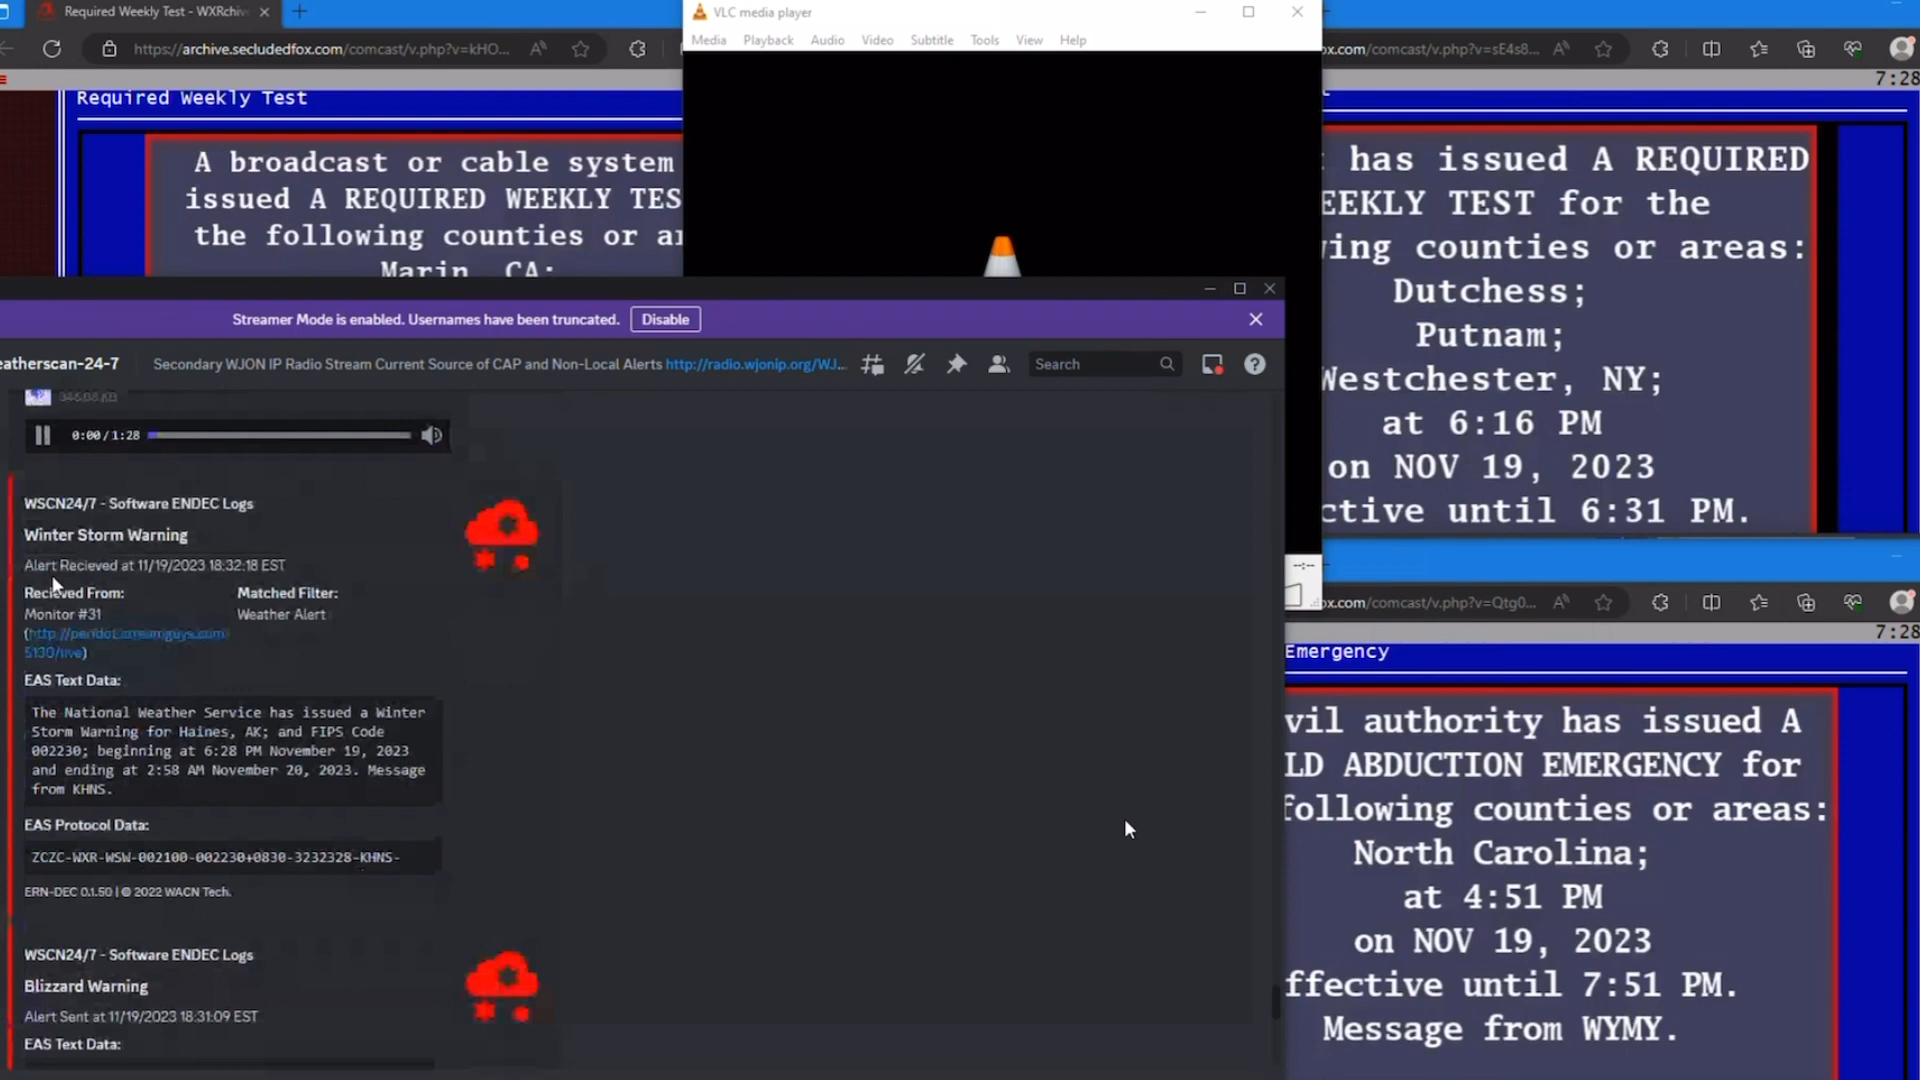 Required Weekly Test - WXRchiv
https://archive.secludedfox.com/comcast/v.php?v=kHO...
Required Weekly Test
A broadcast or cable system
issued A REQUIRED WEEKLY TES
the following counties or ar
Marin, CA;
VLC media player
Media Playback Audio Video Subtitle Tools View Help
ox.com/comcast/v.php?v=sE4s8...
7:28
has issued A REQUIRED
EEKLY TEST for the
wing counties or areas:
Dutchess;
Putnam;
Westchester, NY;
at 6:16 PM
on NOV 19, 2023
ctive until 6:31 PM.
Streamer Mode is enabled. Usernames have been truncated. Disable
eatherscan-24-7
Secondary WJON IP Radio Stream Current Source of CAP and Non-Local Alerts http://radio.wjonip.org/WJ...
Search
346.08 KB
0:00 / 1:28
WSCN24/7 - Software ENDEC Logs
Winter Storm Warning
Alert Recieved at 11/19/2023 18:32:18 EST
Recieved From:
Monitor #31
5130/live)
Matched Filter:
Weather Alert
EAS Text Data:
The National Weather Service has issued a Winter
Storm Warning for Haines, AK; and FIPS Code
002230; beginning at 6:28 PM November 19, 2023
and ending at 2:58 AM November 20, 2023. Message
from KHNS.
EAS Protocol Data:
ZCZC-WXR-WSW-002100-002230+0830-3232328-KHNS-
ERN-DEC 0.1.50 | © 2022 WACN Tech.
WSCN24/7 - Software ENDEC Logs
Blizzard Warning
Alert Sent at 11/19/2023 18:31:09 EST
EAS Text Data:
--:--
ox.com/comcast/v.php?v=Qtg0...
7:28
Emergency
vil authority has issued A
LD ABDUCTION EMERGENCY for
following counties or areas:
North Carolina;
at 4:51 PM
on NOV 19, 2023
ffective until 7:51 PM.
Message from WYMY.